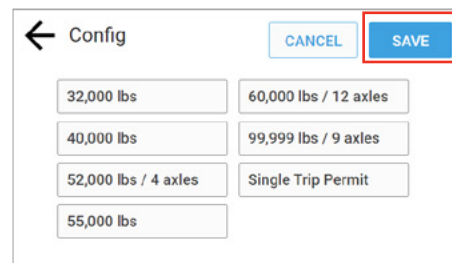 Config
CANCEL
SAVE
32,000 lbs
60,000 lbs / 12 axles
40,000 lbs
99,999 lbs / 9 axles
52,000 lbs / 4 axles
Single Trip Permit
55,000 lbs